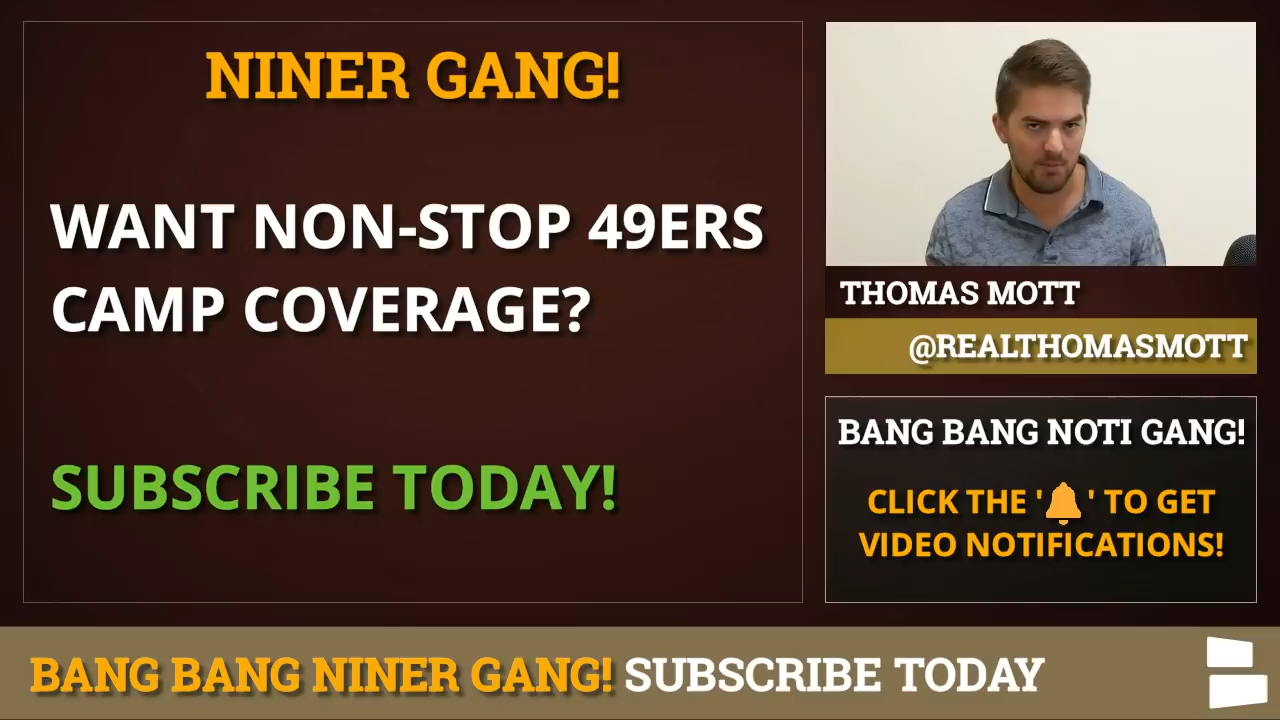 NINER GANG!
WANT NON-STOP 49ERS
CAMP COVERAGE?
SUBSCRIBE TODAY!
THOMAS MOTT
@REALTHOMASMOTT
BANG BANG NOTI GANG!
CLICK THE '🔔' TO GET
VIDEO NOTIFICATIONS!
BANG BANG NINER GANG! SUBSCRIBE TODAY